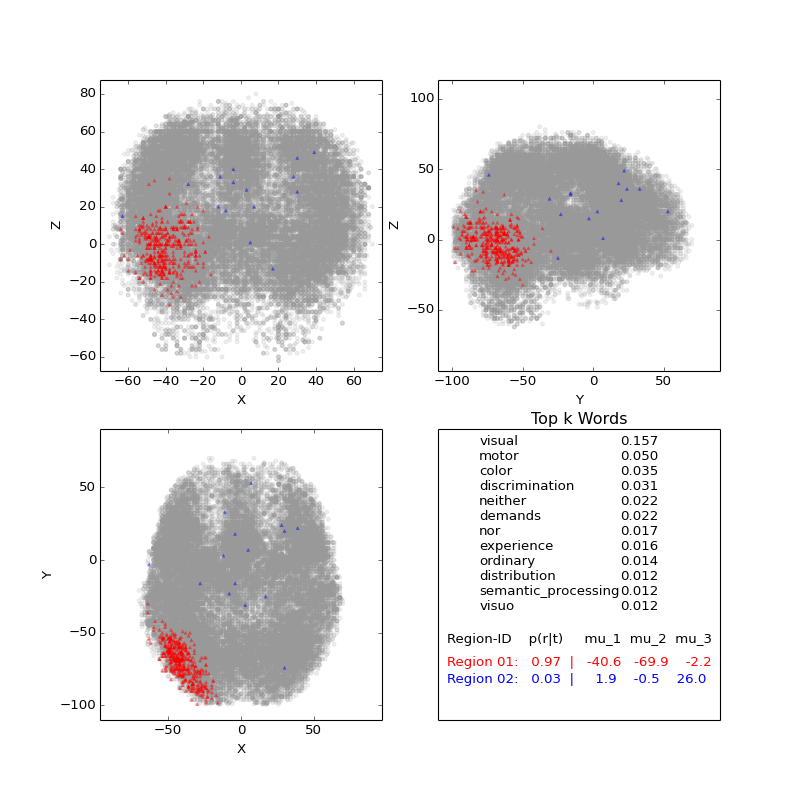 80
60
40
20
0
−20
−40
−60
Z
−60 −40 −20 0 20 40 60
X
100
50
0
−50
Z
−100 −50 0 50
Y
50
0
−50
−100
Y
−50 0 50
X
Top k Words
visual 0.157
motor 0.050
color 0.035
discrimination 0.031
neither 0.022
demands 0.022
nor 0.017
experience 0.016
ordinary 0.014
distribution 0.012
semantic_processing 0.012
visuo 0.012
Region-ID p(r|t) mu_1 mu_2 mu_3
Region 01: 0.97 | -40.6 -69.9 -2.2
Region 02: 0.03 | 1.9 -0.5 26.0